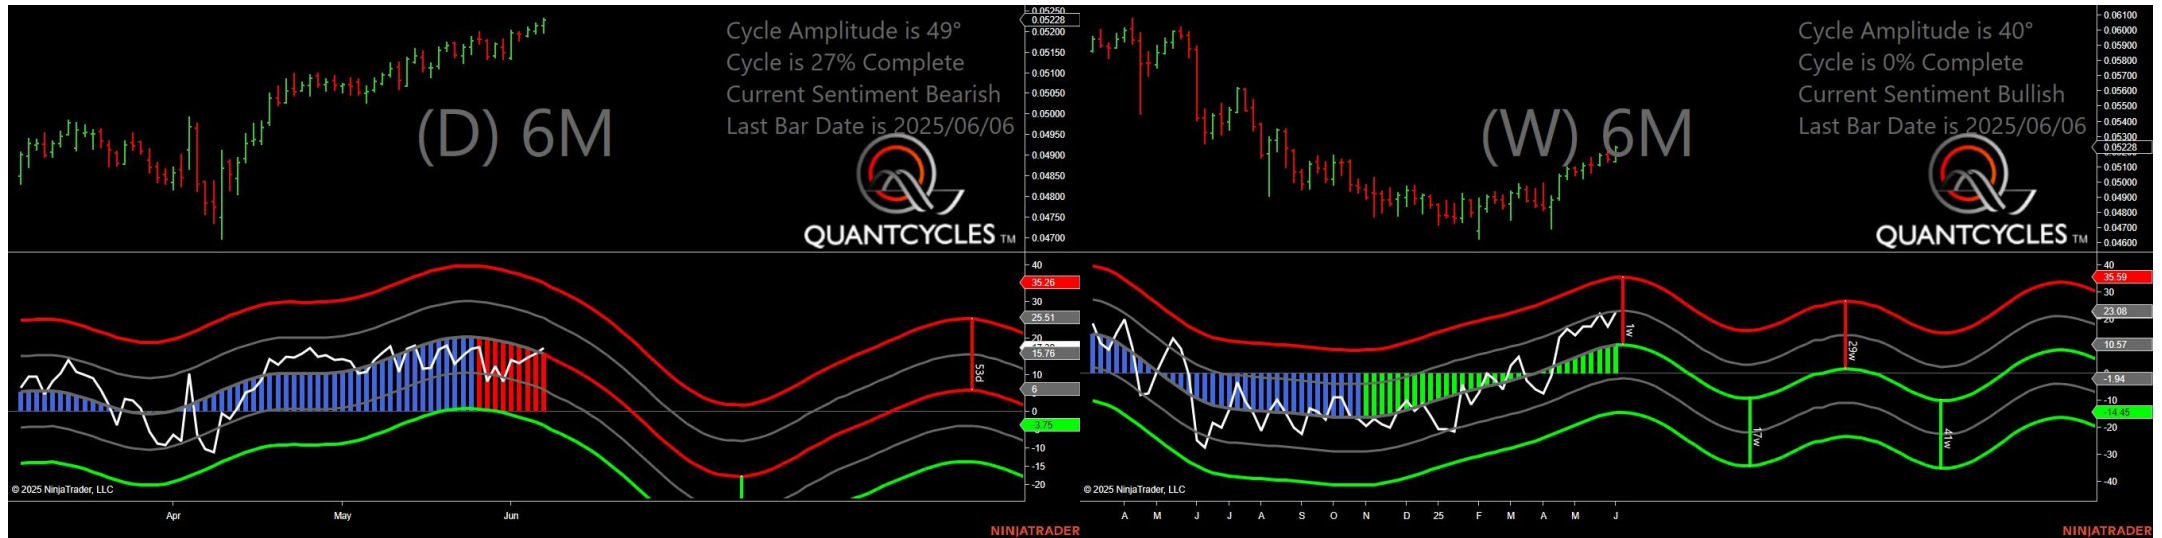 Cycle Amplitude is 49°
Cycle is 27% Complete
Current Sentiment Bearish
Last Bar Date is 2025/06/06
(D) 6M
QUANTCYCLES TM
0.05250
0.05228
0.05200
0.05150
0.05100
0.05050
0.05000
0.04950
0.04900
0.04850
0.04800
0.04750
0.04700
40
35.26
30
25.51
20
15.76
10
6
0
-3.75
-10
-15
-20
53d
© 2025 NinjaTrader, LLC
Apr
May
Jun
NINJATRADER
Cycle Amplitude is 40°
Cycle is 0% Complete
Current Sentiment Bullish
Last Bar Date is 2025/06/06
(W) 6M
QUANTCYCLES TM
0.06100
0.06000
0.05900
0.05800
0.05700
0.05600
0.05500
0.05400
0.05300
0.05228
0.05100
0.05000
0.04900
0.04800
0.04700
0.04600
40
35.59
30
23.08
20
10.57
0
-1.94
-10
-14.45
-20
-30
-40
1w
17w
29w
41w
© 2025 NinjaTrader, LLC
A M J J A S O N D 25 F M A M J
NINJATRADER